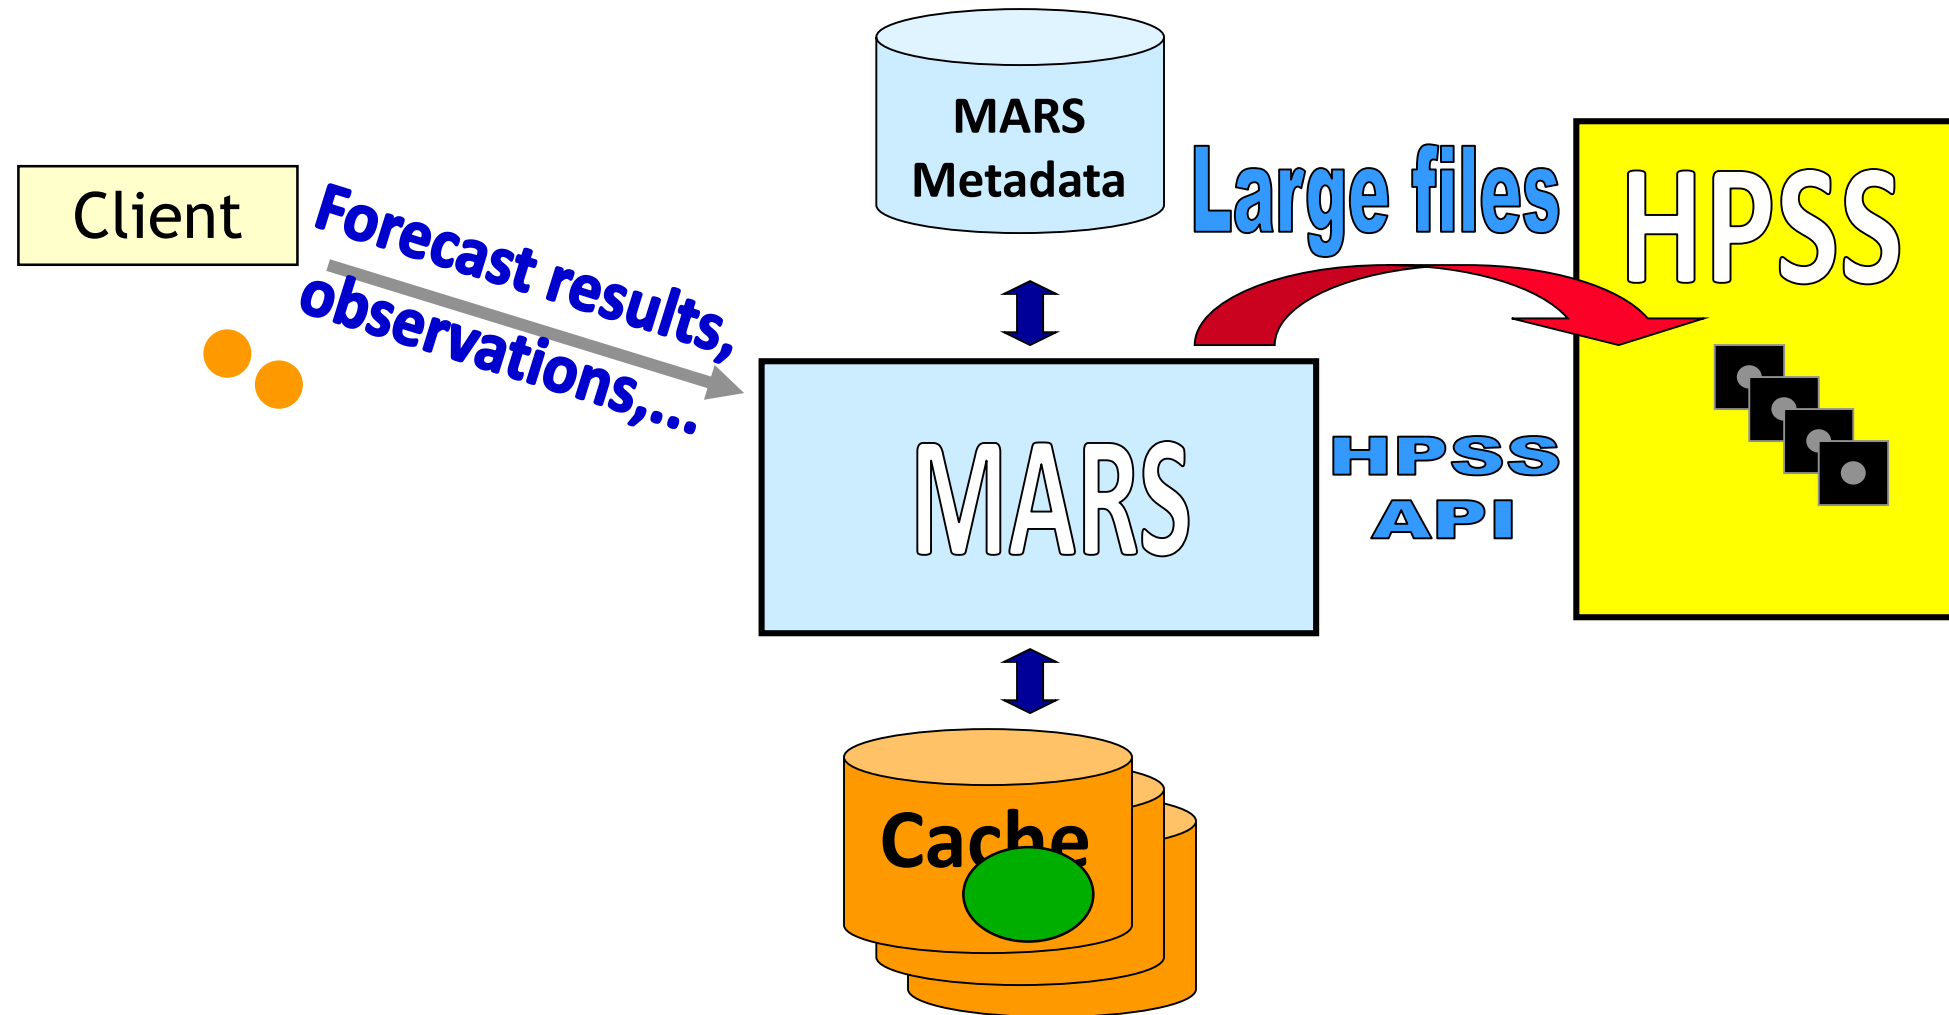 MARS
Metadata
Client
Forecast results,
observations,...
Large files
HPSS
MARS
HPSS
API
Cache